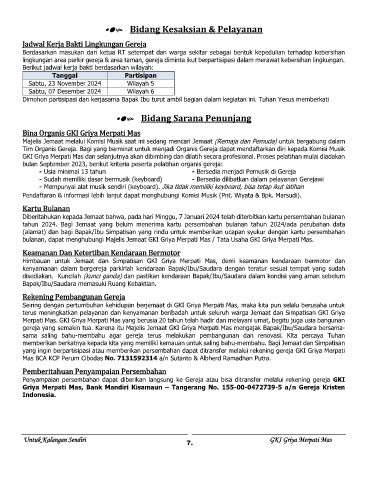 Bidang Kesaksian & Pelayanan
Jadwal Kerja Bakti Lingkungan Gereja
Berdasarkan masukan dari ketua RT setempat dan warga sekitar sebagai bentuk kepedulian terhadap kebersihan
lingkungan area parkir gereja & area taman, gereja diminta ikut berpartisipasi dalam merawat kebersihan lingkungan.
Berikut jadwal kerja bakti berdasarkan wilayah:
Tanggal Partisipan
Sabtu, 23 November 2024 Wilayah 5
Sabtu, 07 Desember 2024 Wilayah 6
Dimohon partisipasi dan kerjasama Bapak Ibu turut ambil bagian dalam kegiatan ini. Tuhan Yesus memberkati
Bidang Sarana Penunjang
Bina Organis GKI Griya Merpati Mas
Majelis Jemaat melalui Komisi Musik saat ini sedang mencari Jemaat (Remaja dan Pemuda) untuk bergabung dalam
Tim Organis Gereja. Bagi yang berminat untuk menjadi Organis Gereja dapat mendaftarkan diri kepada Komisi Musik
GKI Griya Merpati Mas dan selanjutnya akan dibimbing dan dilatih secara profesional. Proses pelatihan mulai diadakan
bulan September 2023, berikut kriteria peserta pelatihan organis gereja:
- Usia minimal 13 tahun - Bersedia menjadi Pemusik di Gereja
- Sudah memiliki dasar bermusik (keyboard) - Bersedia dilibatkan dalam pelayanan Gerejawi
- Mempunyai alat musik sendiri (keyboard). Jika tidak memiliki keyboard, bisa tetap ikut latihan
Pendaftaran & informasi lebih lanjut dapat menghubungi Komisi Musik (Pnt. Wiyata & Bpk. Marsudi).
Kartu Bulanan
Diberitahukan kepada Jemaat bahwa, pada hari Minggu, 7 Januari 2024 telah diterbitkan kartu persembahan bulanan
tahun 2024. Bagi Jemaat yang belum menerima kartu persembahan bulanan tahun 2024/ada perubahan data
(alamat) dan bagi Bapak/Ibu Simpatisan yang rindu untuk memberikan ucapan syukur dengan kartu persembahan
bulanan, dapat menghubungi Majelis Jemaat GKI Griya Merpati Mas / Tata Usaha GKI Griya Merpati Mas.
Keamanan Dan Ketertiban Kendaraan Bermotor
Himbauan untuk Jemaat dan Simpatisan GKI Griya Merpati Mas, demi keamanan kendaraan bermotor dan
kenyamanan dalam bergereja parkirlah kendaraan Bapak/Ibu/Saudara dengan teratur sesuai tempat yang sudah
disediakan. Kuncilah (kunci ganda) dan pastikan kendaraan Bapak/Ibu/Saudara dalam kondisi yang aman sebelum
Bapak/Ibu/Saudara memasuki Ruang Kebaktian.
Rekening Pembangunan Gereja
Seiring dengan pertumbuhan kehidupan berjemaat di GKI Griya Merpati Mas, maka kita pun selalu berusaha untuk
terus meningkatkan pelayanan dan kenyamanan beribadah untuk seluruh warga Jemaat dan Simpatisan GKI Griya
Merpati Mas. GKI Griya Merpati Mas yang berusia 20 tahun telah hadir dan melayani umat, begitu juga usia bangunan
gereja yang semakin tua. Karena itu Majelis Jemaat GKI Griya Merpati Mas mengajak Bapak/Ibu/Saudara bersama-
sama saling bahu-membahu agar gereja terus melakukan pembangunan dan renovasi. Kita percaya Tuhan
memberikan berkatnya kepada kita yang memiliki kemauan untuk saling bahu-membahu. Bagi Jemaat dan Simpatisan
yang ingin berpartisipasi atau memberikan persembahan dapat ditransfer melalui rekening gereja GKI Griya Merpati
Mas BCA KCP Perum Cibodas No. 7131592314 a/n Sutanto & Albherd Ramadhan Putra.
Pemberitahuan Penyampaian Persembahan
Penyampaian persembahan dapat diberikan langsung ke Gereja atau bisa ditransfer melalui rekening gereja GKI
Griya Merpati Mas, Bank Mandiri Kisamaun – Tangerang No. 155-00-0472739-5 a/n Gereja Kristen
Indonesia.
Untuk Kalangan Sendiri GKI Griya Merpati Mas
7.